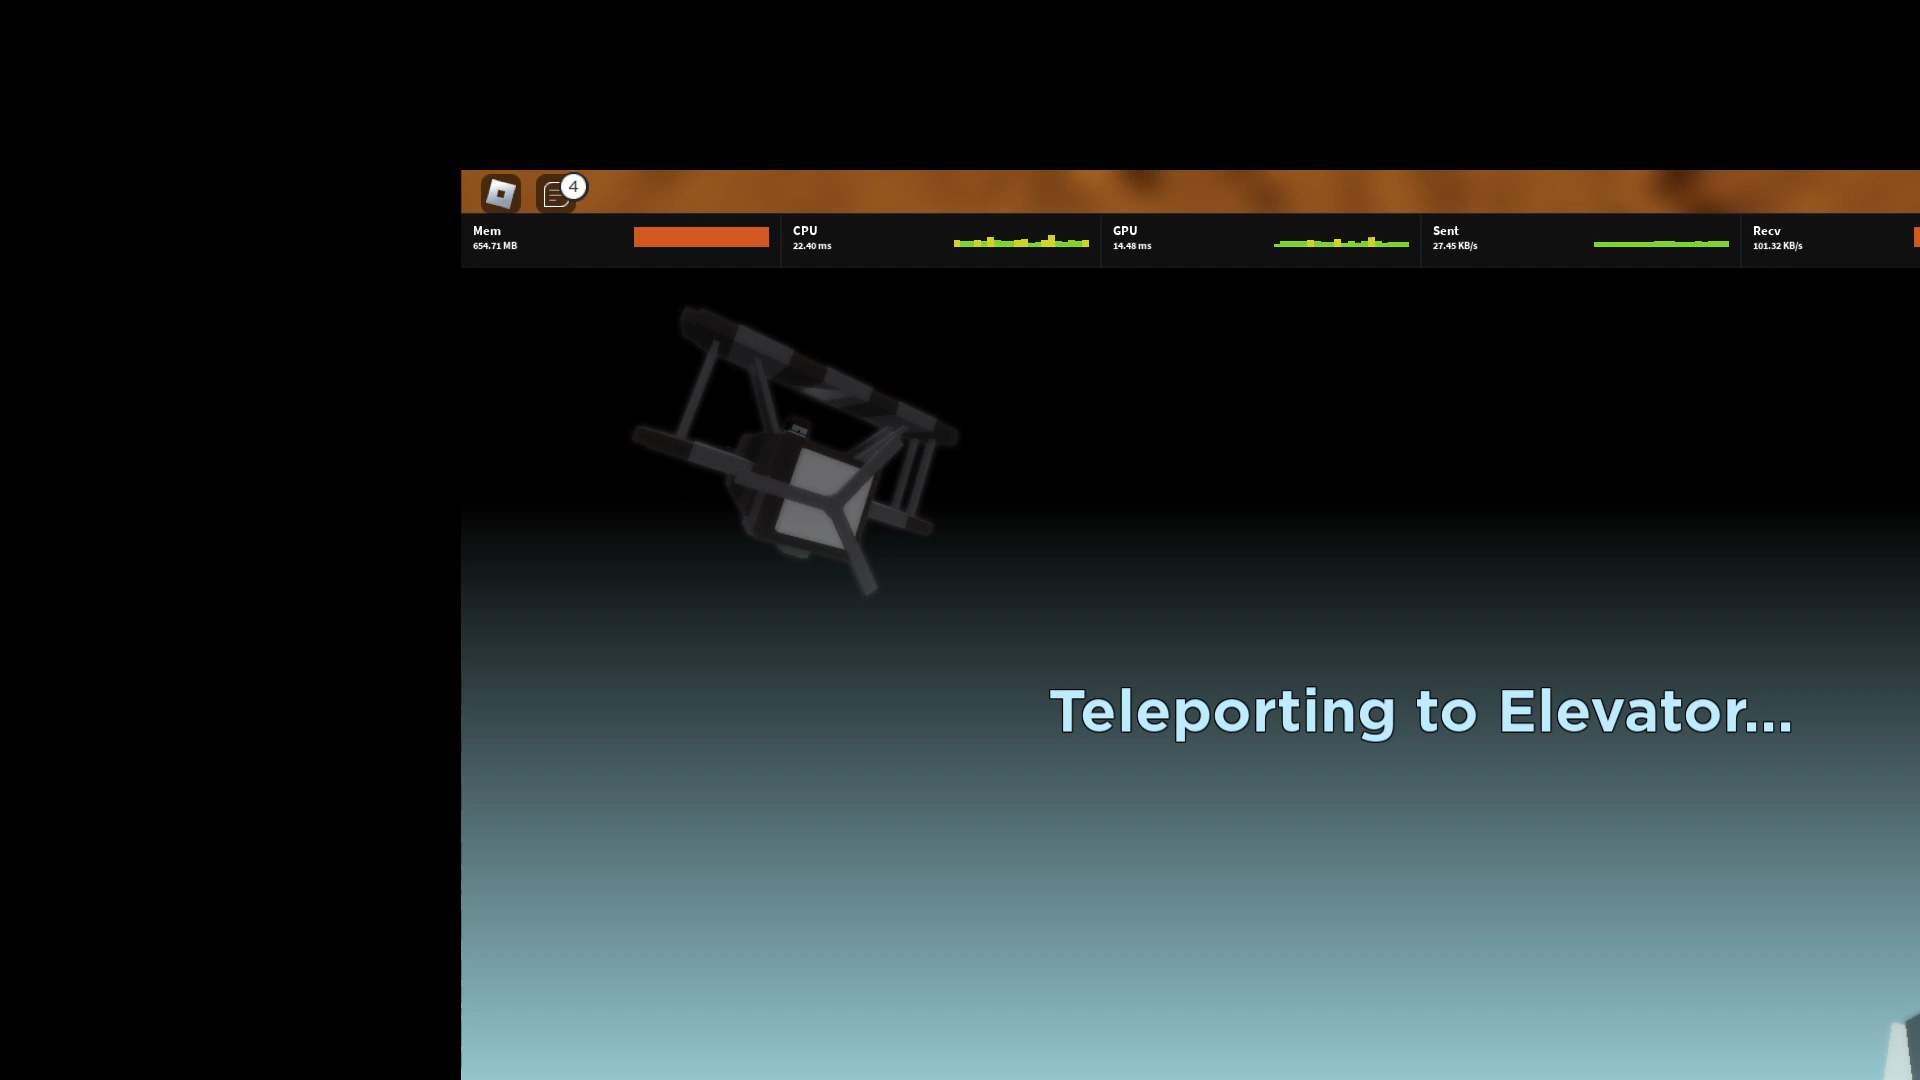 4
Mem
654.71 MB
CPU
22.40 ms
GPU
14.48 ms
Sent
27.45 KB/s
Recv
101.32 KB/s
Teleporting to Elevator...